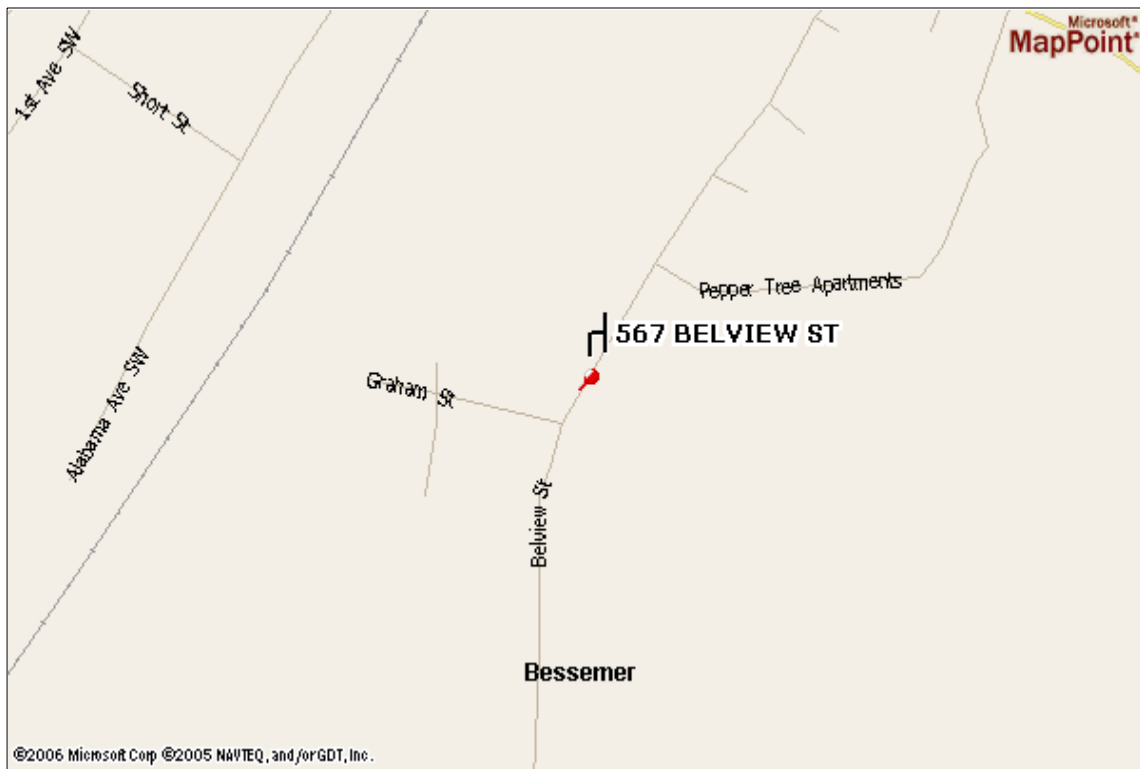 Microsoft®
MapPoint®
1st Ave SW
Short St
Pepper Tree Apartments
567 BELVIEW ST
Graham St
Alabama Ave SW
Belview St
Bessemer
©2006 Microsoft Corp ©2005 NAVTEQ, and/or GDT, Inc.